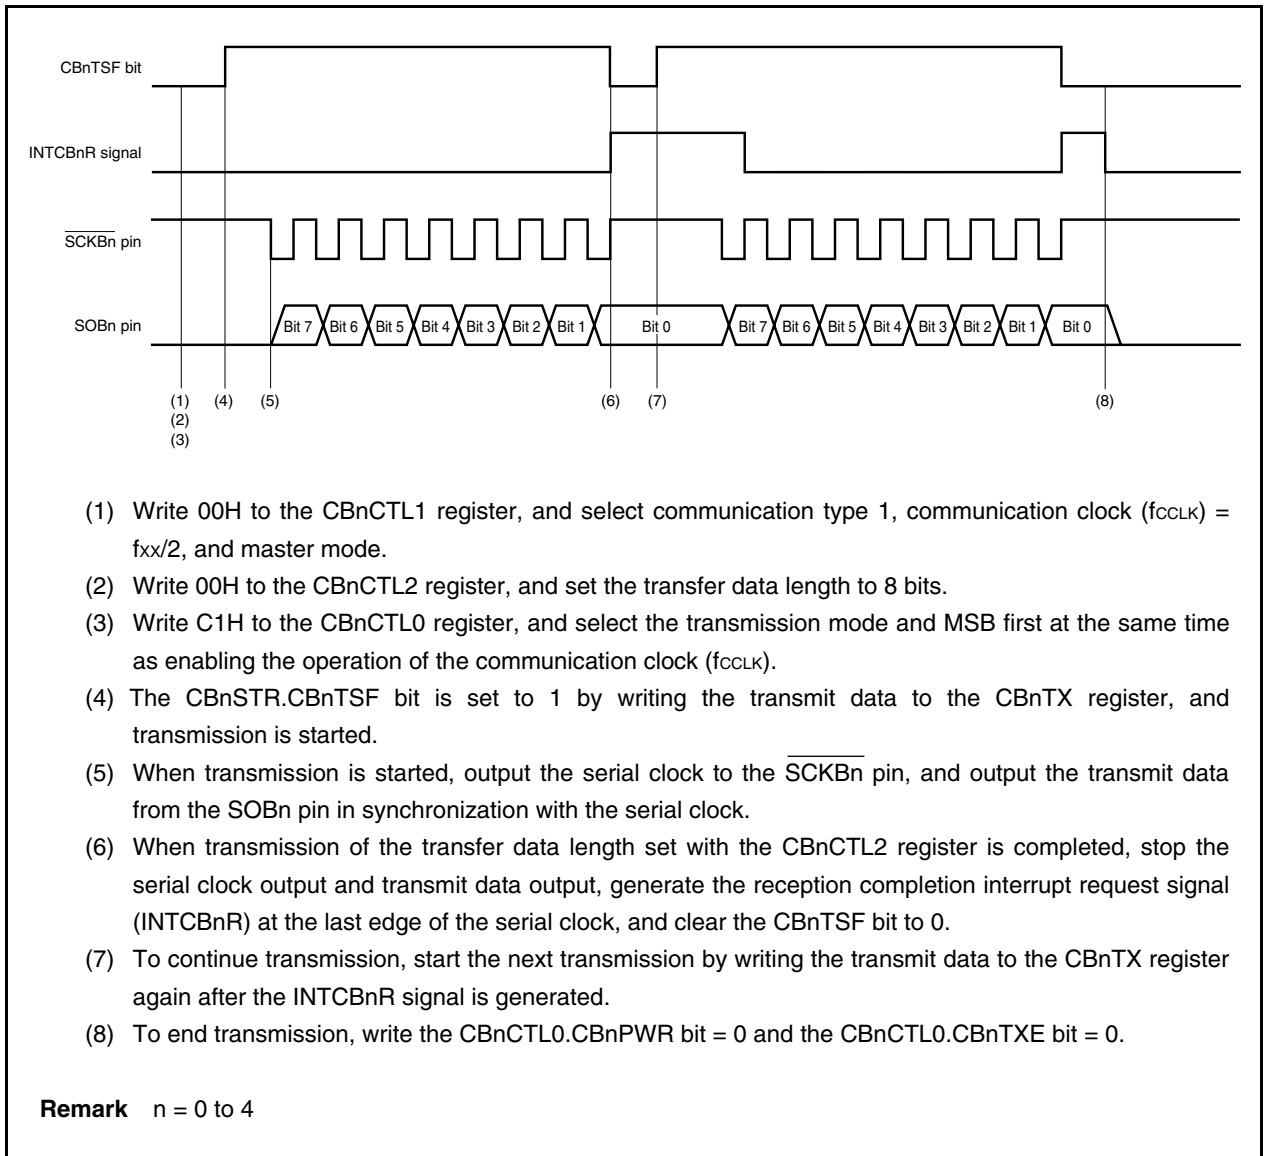 CBnTSF bit
INTCBnR signal
SCKBn pin
SOBn pin
Bit 7 Bit 6 Bit 5 Bit 4 Bit 3 Bit 2 Bit 1 Bit 0 Bit 7 Bit 6 Bit 5 Bit 4 Bit 3 Bit 2 Bit 1 Bit 0
(1) (4) (5) (6) (7) (8)
(2)
(3)
(1) Write 00H to the CBnCTL1 register, and select communication type 1, communication clock (fCCLK) =
fxx/2, and master mode.
(2) Write 00H to the CBnCTL2 register, and set the transfer data length to 8 bits.
(3) Write C1H to the CBnCTL0 register, and select the transmission mode and MSB first at the same time
as enabling the operation of the communication clock (fCCLK).
(4) The CBnSTR.CBnTSF bit is set to 1 by writing the transmit data to the CBnTX register, and
transmission is started.
(5) When transmission is started, output the serial clock to the SCKBn pin, and output the transmit data
from the SOBn pin in synchronization with the serial clock.
(6) When transmission of the transfer data length set with the CBnCTL2 register is completed, stop the
serial clock output and transmit data output, generate the reception completion interrupt request signal
(INTCBnR) at the last edge of the serial clock, and clear the CBnTSF bit to 0.
(7) To continue transmission, start the next transmission by writing the transmit data to the CBnTX register
again after the INTCBnR signal is generated.
(8) To end transmission, write the CBnCTL0.CBnPWR bit = 0 and the CBnCTL0.CBnTXE bit = 0.
Remark n = 0 to 4